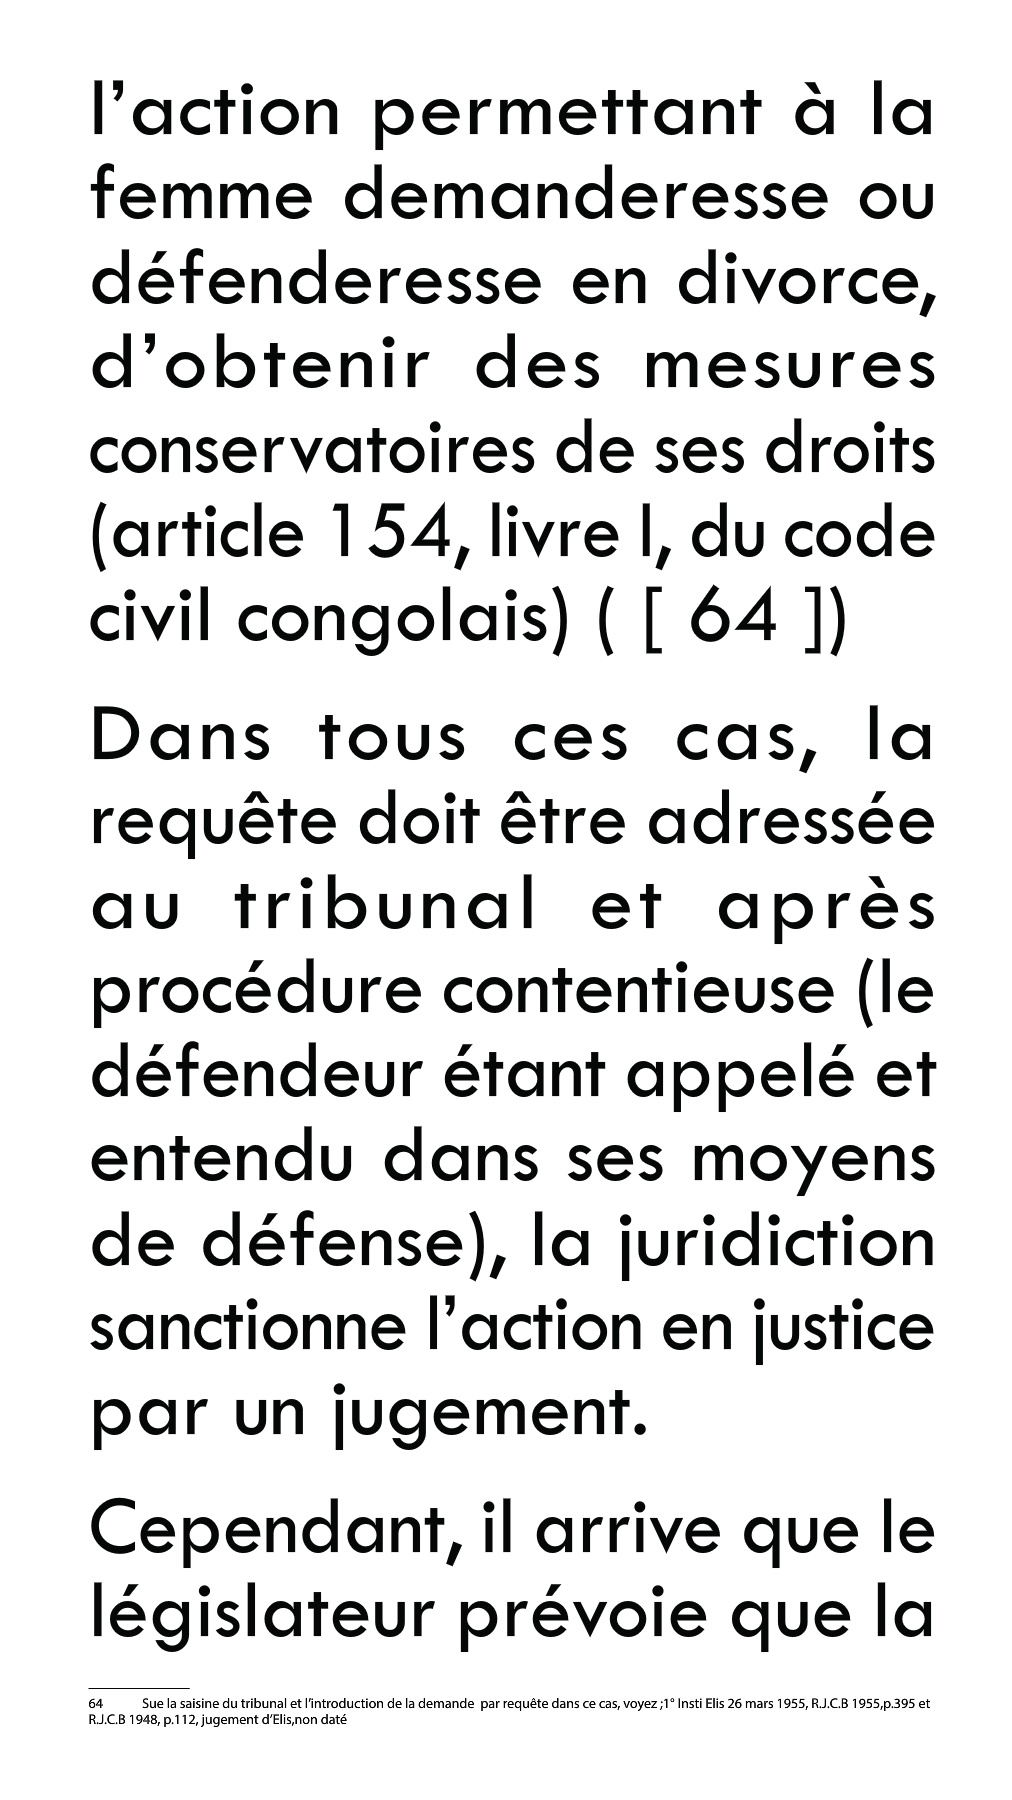 l’action permettant à la
femme demanderesse ou
défenderesse en divorce,
d’obtenir des mesures
conservatoires de ses droits
(article 154, livre I, du code
civil congolais) ( [ 64 ])
Dans tous ces cas, la
requête doit être adressée
au tribunal et après
procédure contentieuse (le
défendeur étant appelé et
entendu dans ses moyens
de défense), la juridiction
sanctionne l’action en justice
par un jugement.
Cependant, il arrive que le
législateur prévoie que la
64 Sue la saisine du tribunal et l’introduction de la demande par requête dans ce cas, voyez ;1° Insti Elis 26 mars 1955, R.J.C.B 1955,p.395 et
R.J.C.B 1948, p.112, jugement d’Elis,non daté